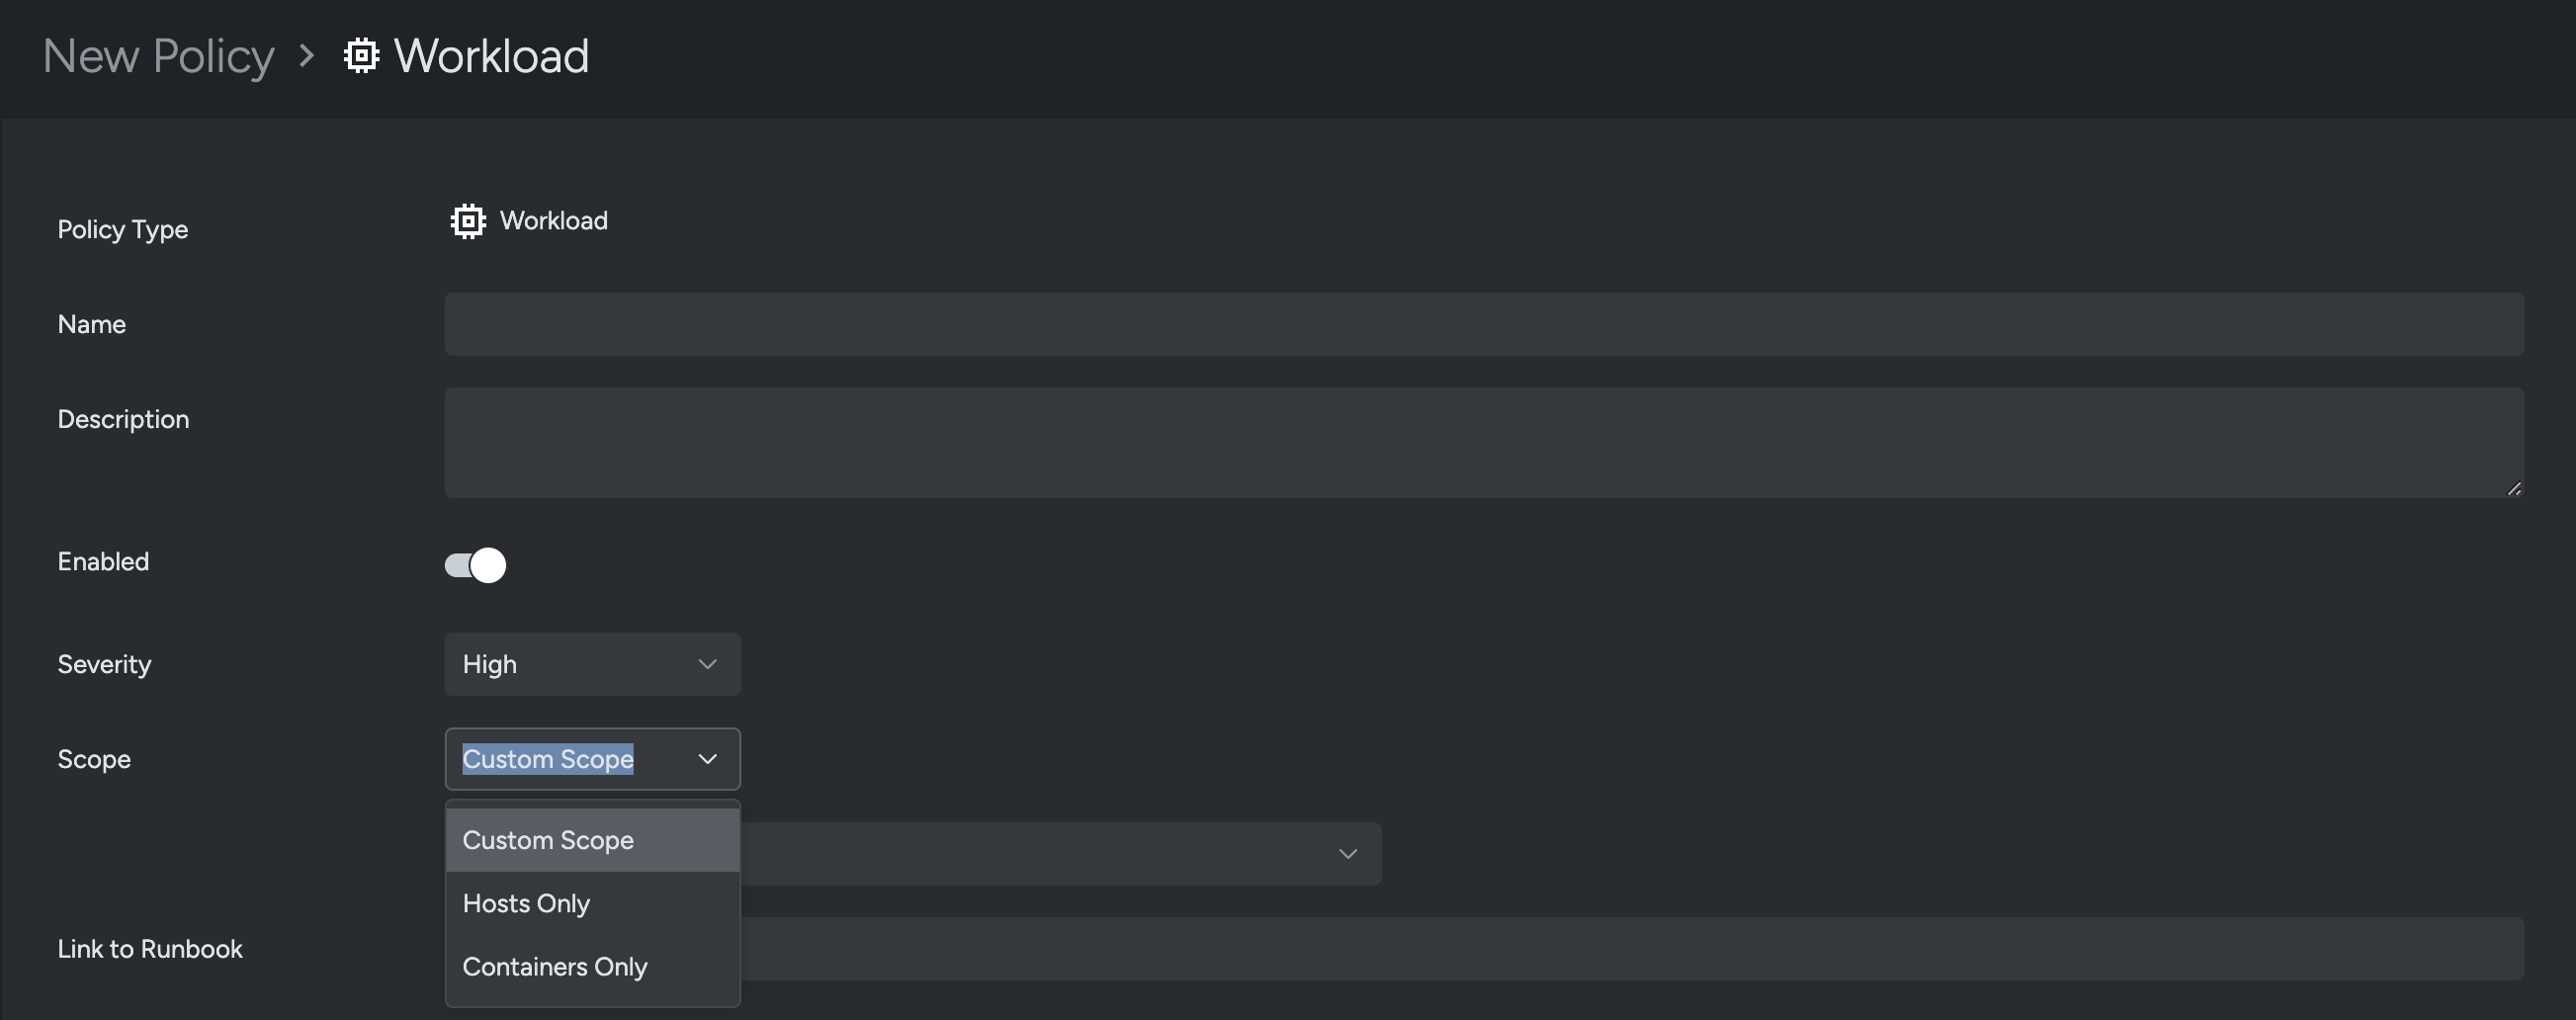 New Policy > Workload
Policy Type
Workload
Name
Description
Enabled
Severity
High
Scope
Custom Scope
Custom Scope
Hosts Only
Containers Only
Link to Runbook